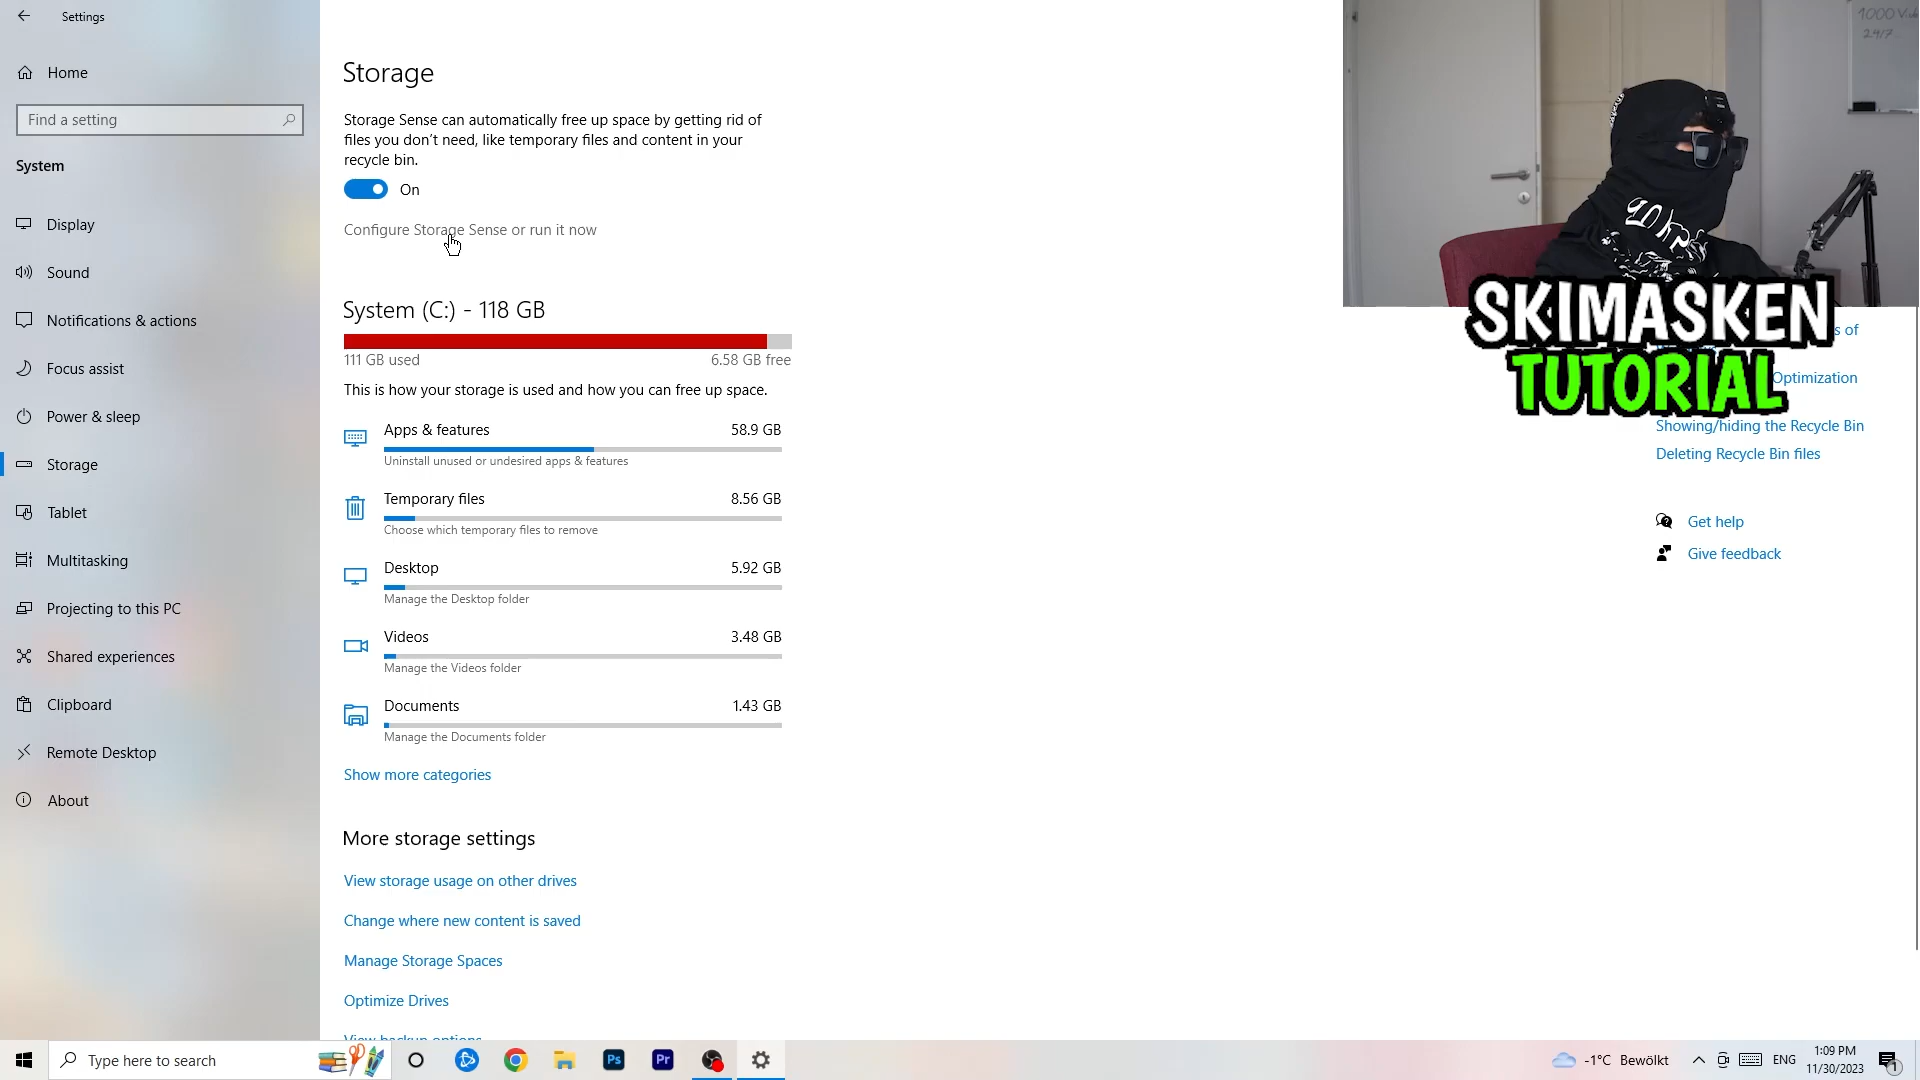 Settings
Home
Find a setting
System
Display
Sound
Notifications & actions
Focus assist
Power & sleep
Storage
Tablet
Multitasking
Projecting to this PC
Shared experiences
Clipboard
Remote Desktop
About
Storage
Storage Sense can automatically free up space by getting rid of
files you don't need, like temporary files and content in your
recycle bin.
On
Configure Storage Sense or run it now
System (C:) - 118 GB
111 GB used 6.58 GB free
This is how your storage is used and how you can free up space.
Apps & features 58.9 GB
Uninstall unused or undesired apps & features
Temporary files 8.56 GB
Choose which temporary files to remove
Desktop 5.92 GB
Manage the Desktop folder
Videos 3.48 GB
Manage the Videos folder
Documents 1.43 GB
Manage the Documents folder
Show more categories
More storage settings
View storage usage on other drives
Change where new content is saved
Manage Storage Spaces
Optimize Drives
View backup options
1000
24/7
SKIMASKEN
TUTORIAL
of
Optimization
Showing/hiding the Recycle Bin
Deleting Recycle Bin files
Get help
Give feedback
Type here to search
Ps
Pr
-1°C Bewölkt
ENG
1:09 PM
11/30/2023
1